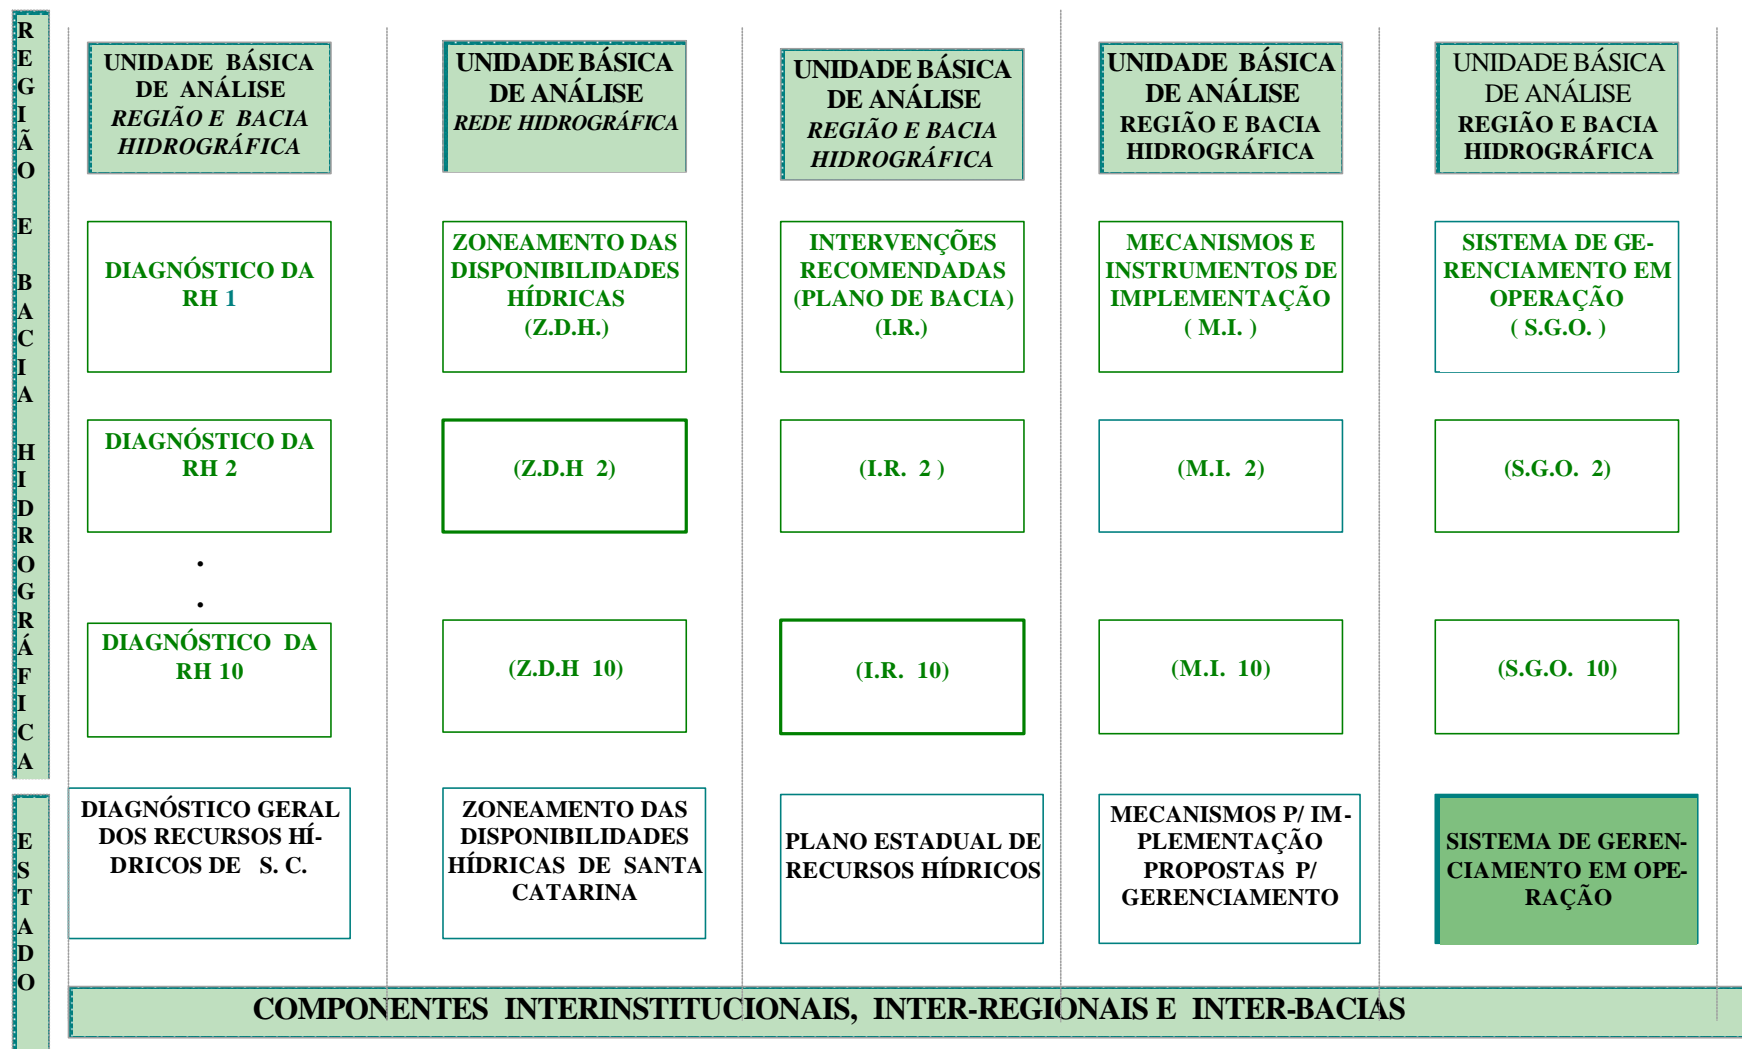 REGIÃO E BACIA HIDROGRÁFICA
UNIDADE BÁSICA
DE ANÁLISE
REGIÃO E BACIA
HIDROGRÁFICA
UNIDADE BÁSICA
DE ANÁLISE
REDE HIDROGRÁFICA
UNIDADE BÁSICA
DE ANÁLISE
REGIÃO E BACIA
HIDROGRÁFICA
UNIDADE BÁSICA
DE ANÁLISE
REGIÃO E BACIA
HIDROGRÁFICA
UNIDADE BÁSICA
DE ANÁLISE
REGIÃO E BACIA
HIDROGRÁFICA
DIAGNÓSTICO DA
RH 1
ZONEAMENTO DAS
DISPONIBILIDADES
HÍDRICAS
(Z.D.H.)
INTERVENÇÕES
RECOMENDADAS
(PLANO DE BACIA)
(I.R.)
MECANISMOS E
INSTRUMENTOS DE
IMPLEMENTAÇÃO
( M.I. )
SISTEMA DE GE-
RENCIAMENTO EM
OPERAÇÃO
( S.G.O. )
DIAGNÓSTICO DA
RH 2
(Z.D.H 2)
(I.R. 2 )
(M.I. 2)
(S.G.O. 2)
.
.
DIAGNÓSTICO DA
RH 10
(Z.D.H 10)
(I.R. 10)
(M.I. 10)
(S.G.O. 10)
ESTADO
DIAGNÓSTICO GERAL
DOS RECURSOS HÍ-
DRICOS DE S. C.
ZONEAMENTO DAS
DISPONIBILIDADES
HÍDRICAS DE SANTA
CATARINA
PLANO ESTADUAL DE
RECURSOS HÍDRICOS
MECANISMOS P/ IM-
PLEMENTAÇÃO
PROPOSTAS P/
GERENCIAMENTO
SISTEMA DE GEREN-
CIAMENTO EM OPE-
RAÇÃO
COMPONENTES INTERINSTITUCIONAIS, INTER-REGIONAIS E INTER-BACIAS